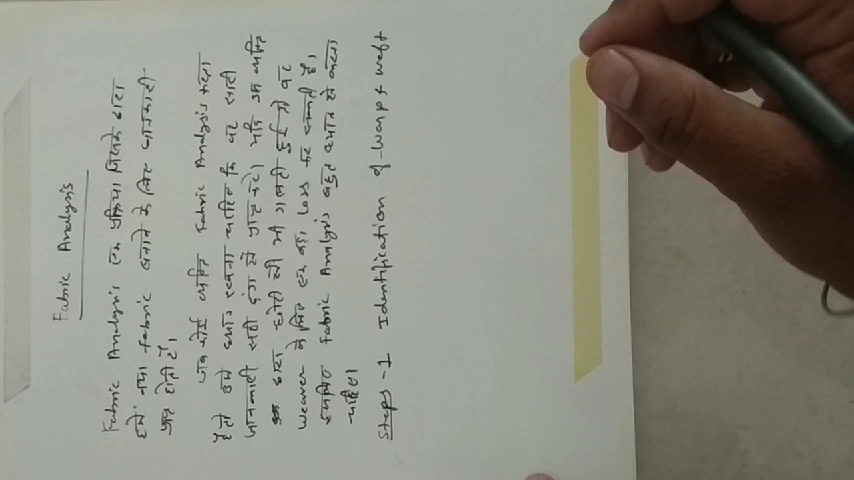 Fabric Analysis
Fabric Analysis एक प्रक्रिया जिसके द्वारा
हमें नया fabric बनाने के लिए जानकारी-
प्राप्त होती है।
जब कोई व्यक्ति Fabric Analysis करता
है तो उसे ध्यान रखना चाहिए कि वह सारी
जानकारी सही ढंग से प्राप्त करे। यदि उस व्यक्ति
के द्वारा छोटी सी भी गलती हुई तो वह
weaver के लिए एक बड़ा Loss कर सकती है।
इसलिए Fabric Analysis बहुत ध्यान से करना
चाहिए।
Steps -1 Identification of warp & weft